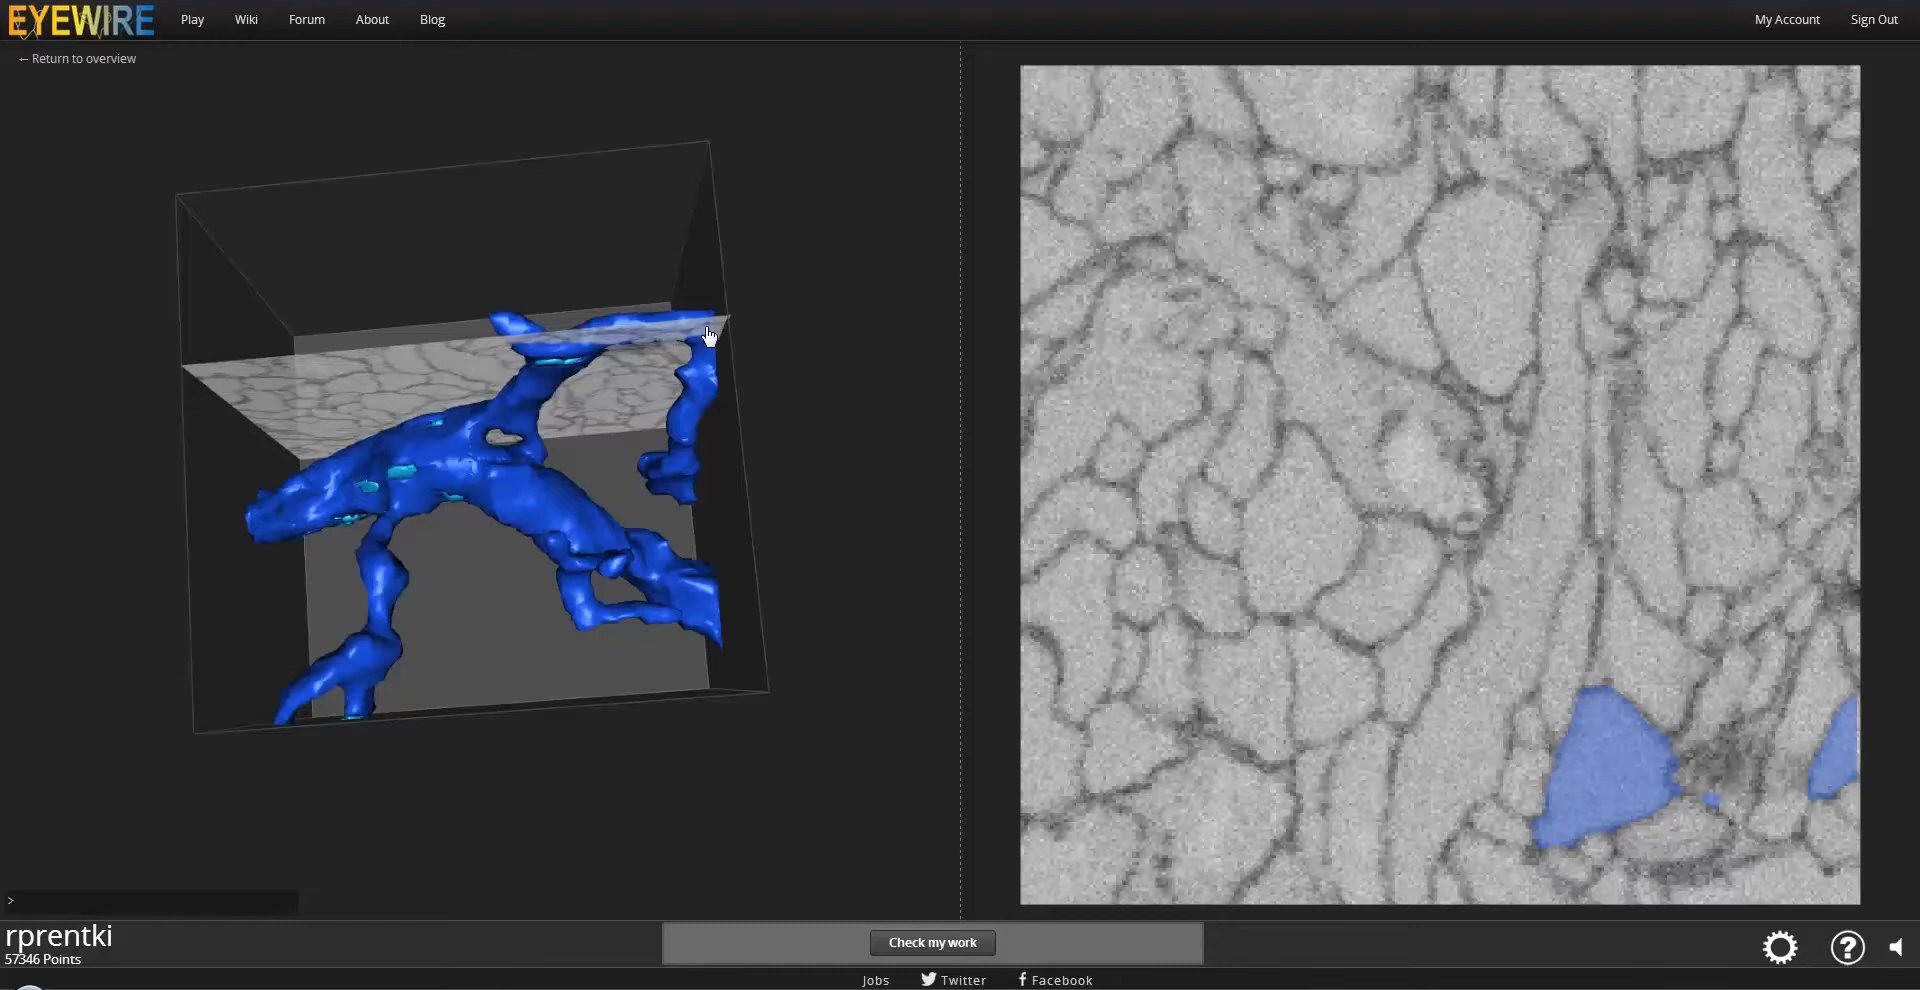 EYEWIRE
Play Wiki Forum About Blog My Account Sign Out
← Return to overview
>
rprentki
57346 Points
Check my work
?
Jobs Twitter Facebook